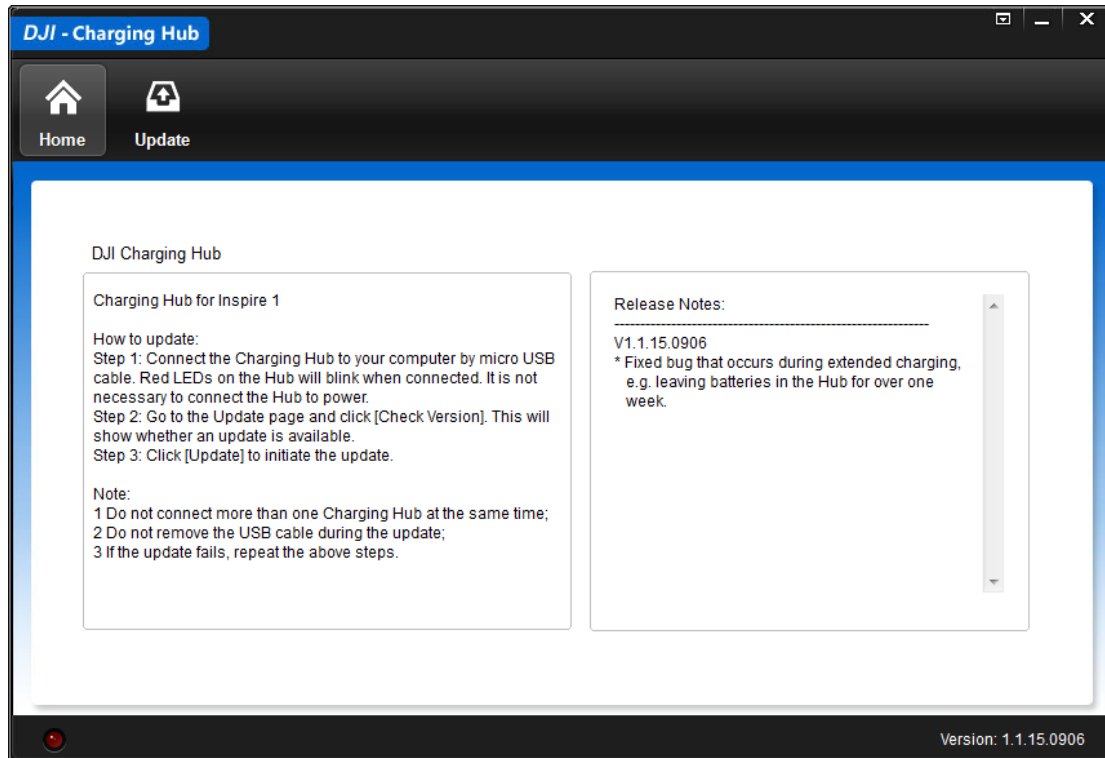 DJI - Charging Hub
Home
Update
DJI Charging Hub
Charging Hub for Inspire 1
How to update:
Step 1: Connect the Charging Hub to your computer by micro USB
cable. Red LEDs on the Hub will blink when connected. It is not
necessary to connect the Hub to power.
Step 2: Go to the Update page and click [Check Version]. This will
show whether an update is available.
Step 3: Click [Update] to initiate the update.
Note:
1 Do not connect more than one Charging Hub at the same time;
2 Do not remove the USB cable during the update;
3 If the update fails, repeat the above steps.
Release Notes:
------------------------------------------------------------
V1.1.15.0906
* Fixed bug that occurs during extended charging,
e.g. leaving batteries in the Hub for over one
week.
Version: 1.1.15.0906